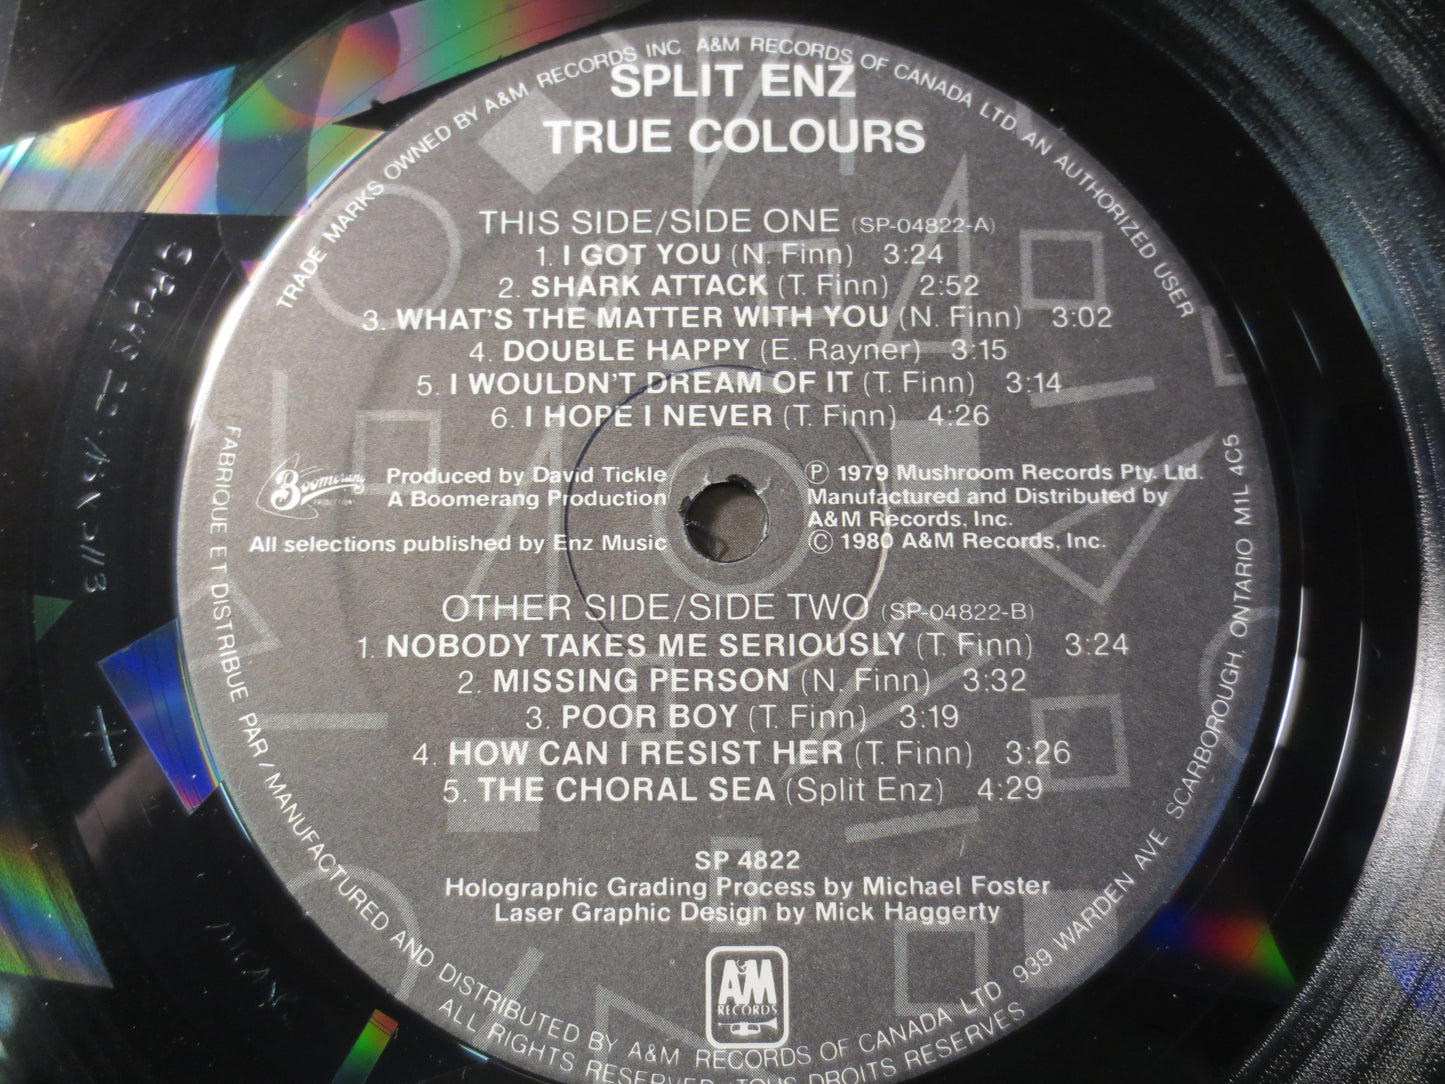 TRADE MARKS OWNED BY A&M RECORDS INC. A&M RECORDS OF CANADA LTD. AN AUTHORIZED USER
SPLIT ENZ
TRUE COLOURS
THIS SIDE/SIDE ONE (SP-04822-A)
1. I GOT YOU (N. Finn) 3:24
2. SHARK ATTACK (T. Finn) 2:52
3. WHAT'S THE MATTER WITH YOU (N. Finn) 3:02
4. DOUBLE HAPPY (E. Rayner) 3:15
5. I WOULDN'T DREAM OF IT (T. Finn) 3:14
6. I HOPE I NEVER (T. Finn) 4:26
Boomerang
Produced by David Tickle
A Boomerang Production
All selections published by Enz Music
Ⓟ 1979 Mushroom Records Pty. Ltd.
Manufactured and Distributed by
A&M Records, Inc.
© 1980 A&M Records, Inc.
OTHER SIDE/SIDE TWO (SP-04822-B)
1. NOBODY TAKES ME SERIOUSLY (T. Finn) 3:24
2. MISSING PERSON (N. Finn) 3:32
3. POOR BOY (T. Finn) 3:19
4. HOW CAN I RESIST HER (T. Finn) 3:26
5. THE CHORAL SEA (Split Enz) 4:29
SP 4822
Holographic Grading Process by Michael Foster
Laser Graphic Design by Mick Haggerty
A&M
RECORDS
FABRIQUE ET DISTRIBUE PAR / MANUFACTURED AND DISTRIBUTED BY A&M RECORDS OF CANADA LTD 939 WARDEN AVE SCARBOROUGH, ONTARIO MIL 4C5
ALL RIGHTS RESERVED - TOUS DROITS RESERVES